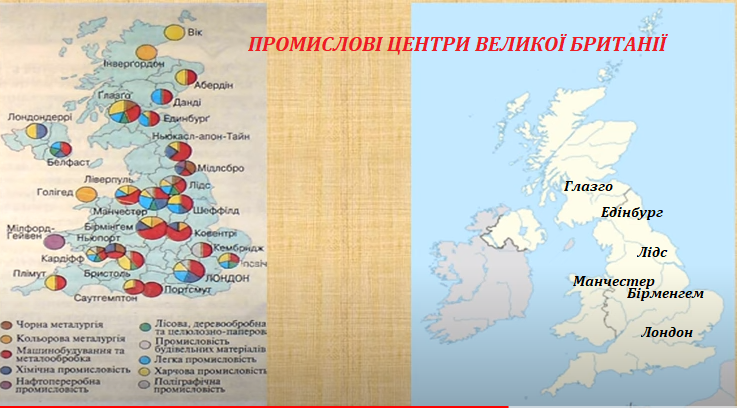 ПРОМИСЛОВІ ЦЕНТРИ ВЕЛИКОЇ БРИТАНІЇ
Вік
Інвергордон
Абердін
Глазго
Данді
Единбург
Лондондеррі
Ньюкасл-апон-Тайн
Белфаст
Мідлсбро
Ліверпуль
Лідс
Голігед
Манчестер
Шеффілд
Мілфорд-
Гейвен
Бірмінгем
Ньюпорт
Ковентрі
Кембридж
Кардіфф
Плімут
Бристоль
ЛОНДОН
Саутгемптон
Портсмут
Чорна металургія
Кольорова металургія
Машинобудування та
металообробка
Хімічна промисловість
Нафтопереробна
промисловість
Лісова, деревообробна
та целюлозно-паперова
Промисловість
будівельних матеріалів
Легка промисловість
Харчова промисловість
Поліграфічна
промисловість
Глазго
Едінбург
Лідс
Манчестер
Бірменгем
Лондон